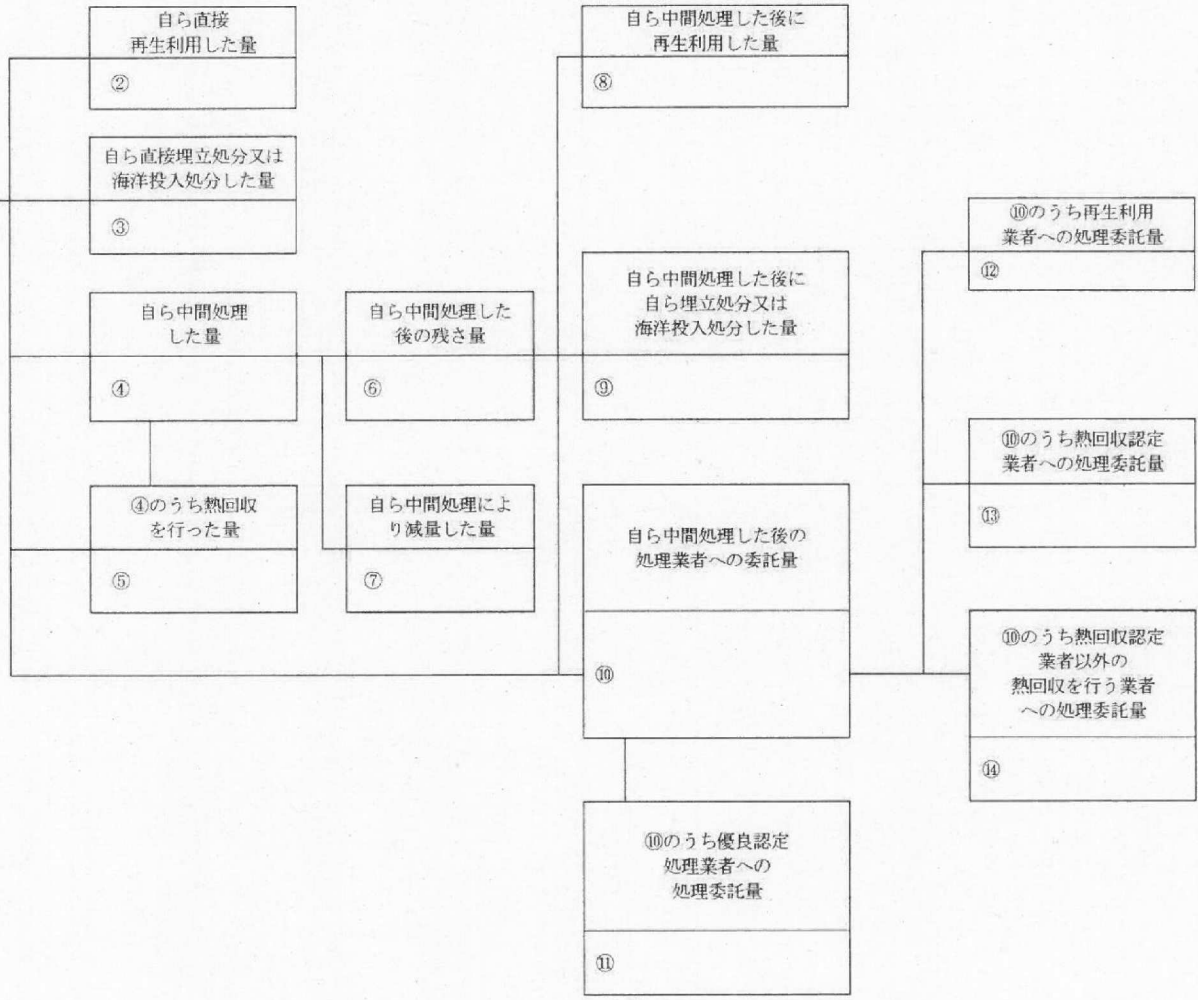 自ら直接
再生利用した量
②
自ら直接埋立処分又は
海洋投入処分した量
③
自ら中間処理
した量
④
④のうち熱回収
を行った量
⑤
自ら中間処理した
後の残さ量
⑥
自ら中間処理によ
り減量した量
⑦
自ら中間処理した後に
再生利用した量
⑧
自ら中間処理した後に
自ら埋立処分又は
海洋投入処分した量
⑨
自ら中間処理した後の
処理業者への委託量
⑩
⑩のうち優良認定
処理業者への
処理委託量
⑪
⑩のうち再生利用
業者への処理委託量
⑫
⑩のうち熱回収認定
業者への処理委託量
⑬
⑩のうち熱回収認定
業者以外の
熱回収を行う業者
への処理委託量
⑭